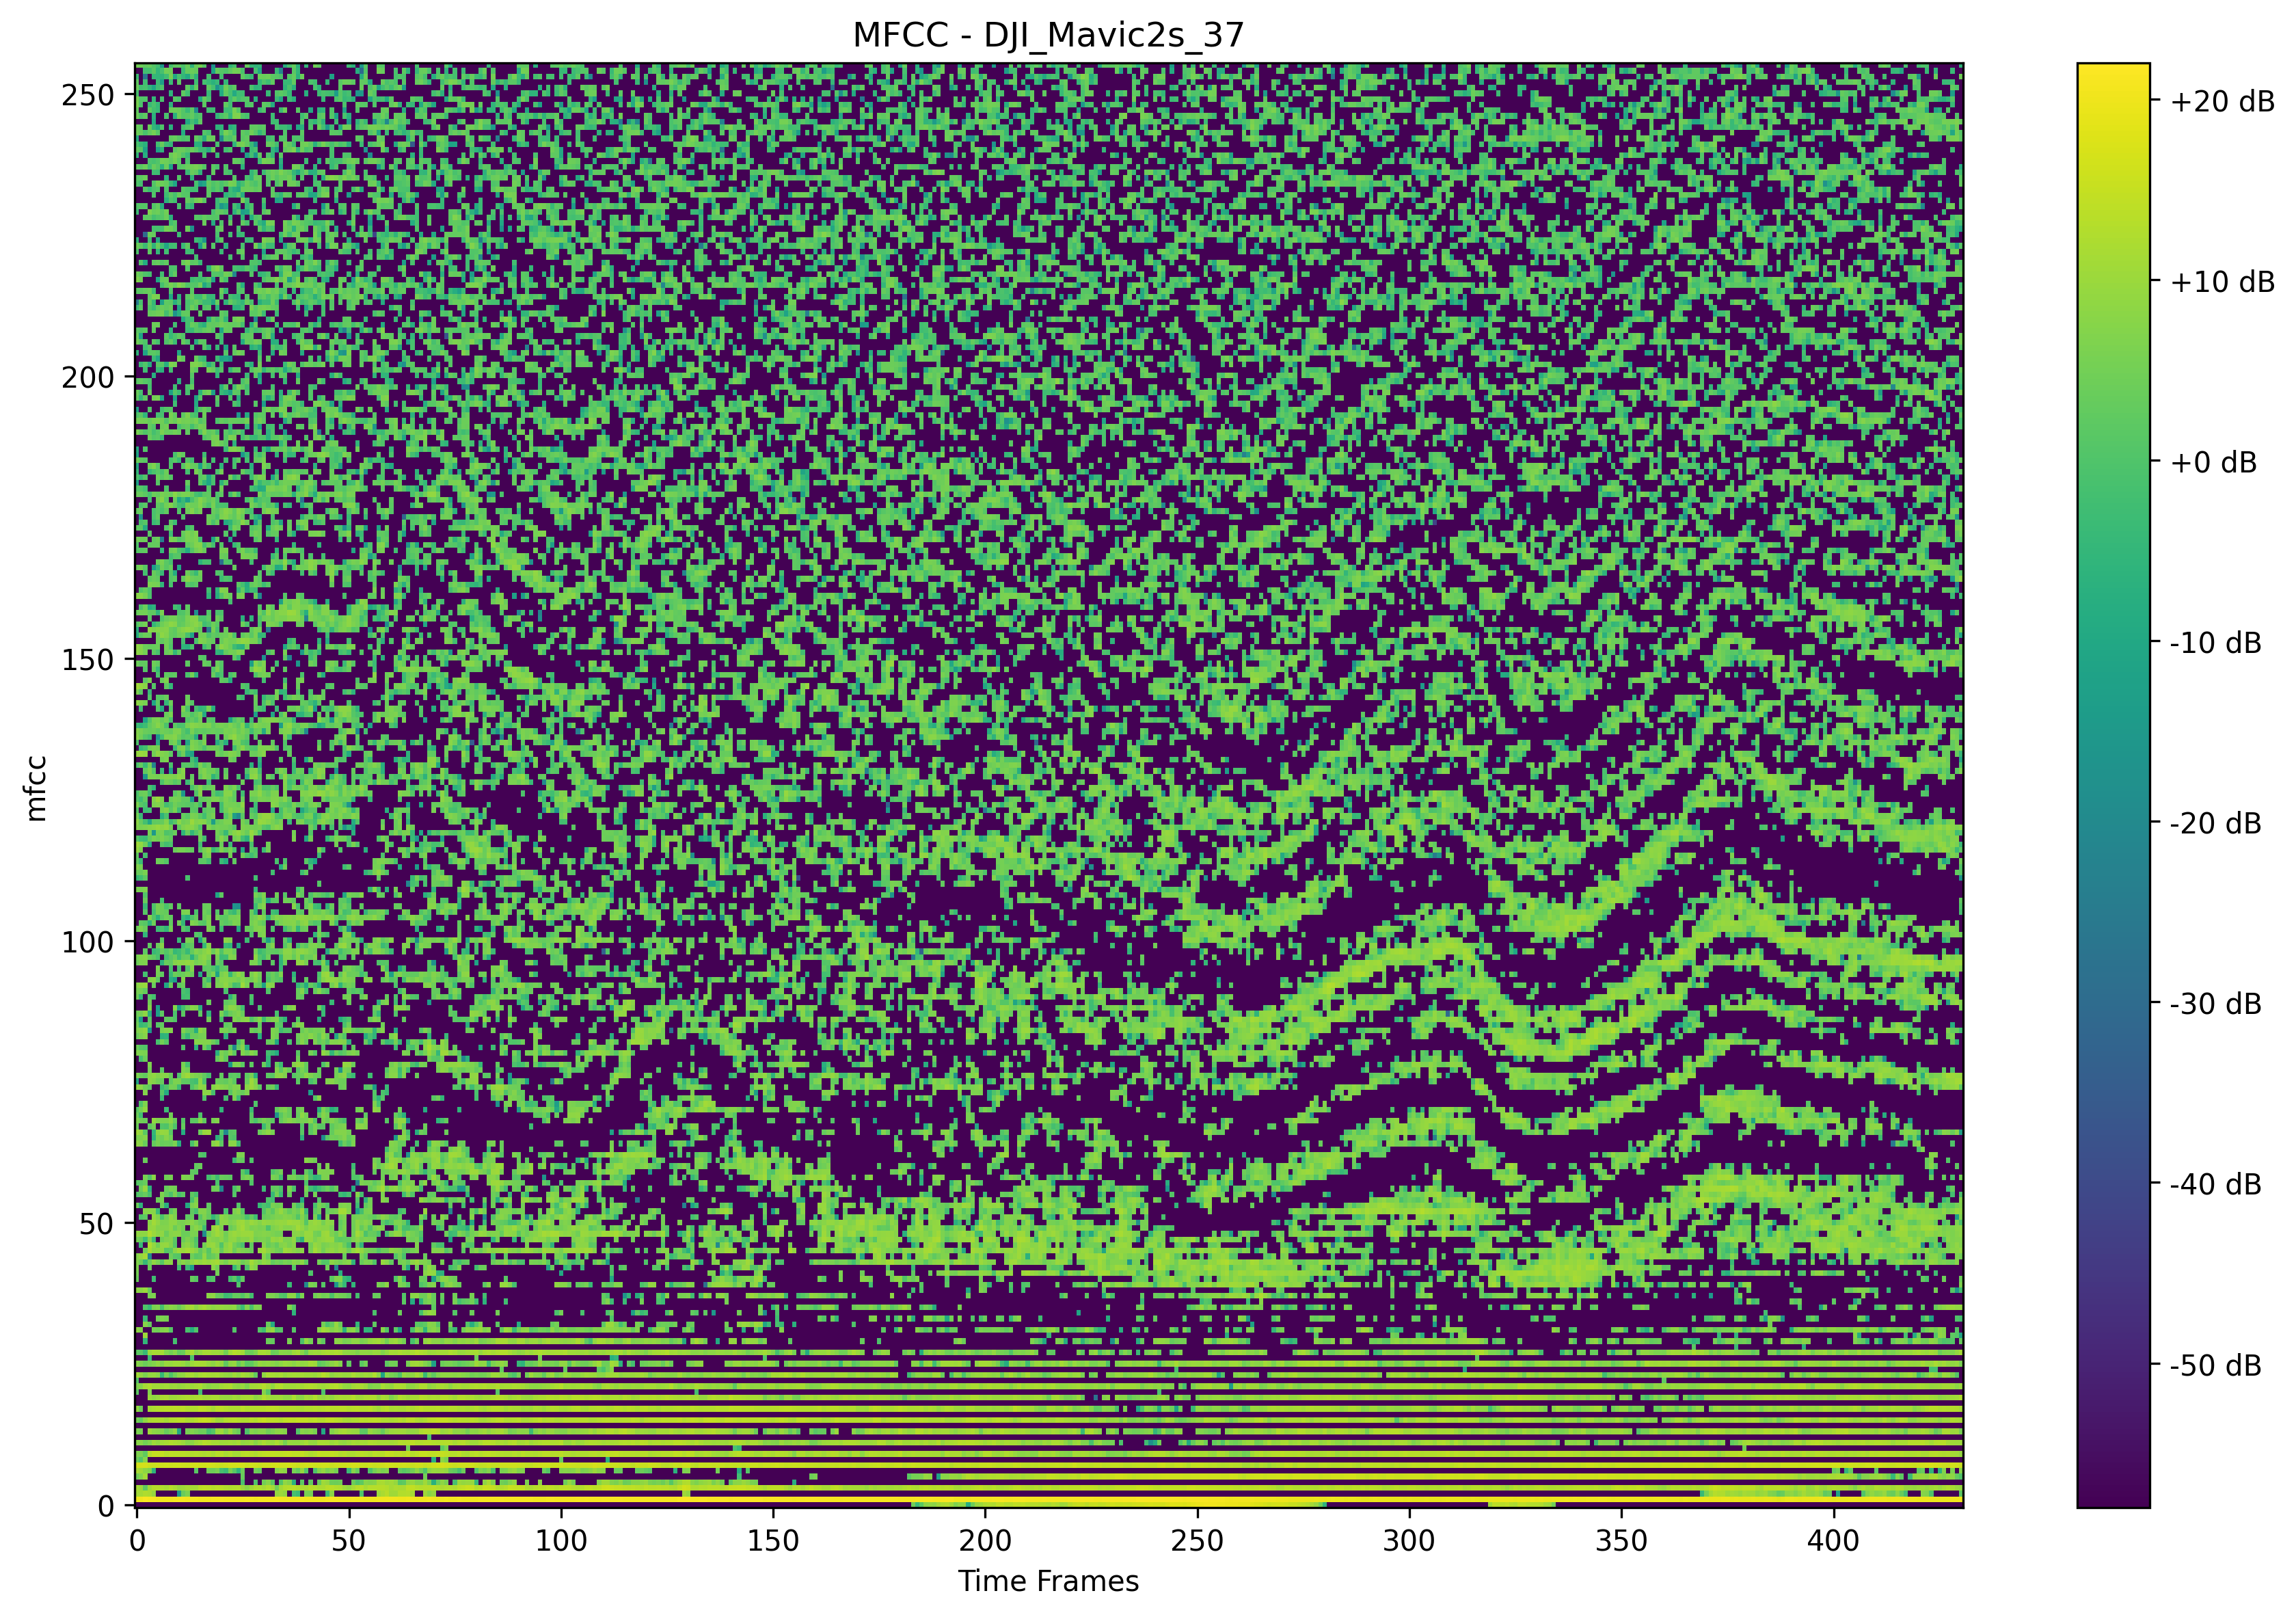 MFCC - DJI_Mavic2s_37
mfcc
250
200
150
100
50
0
0 50 100 150 200 250 300 350 400
Time Frames
+20 dB
+10 dB
+0 dB
-10 dB
-20 dB
-30 dB
-40 dB
-50 dB